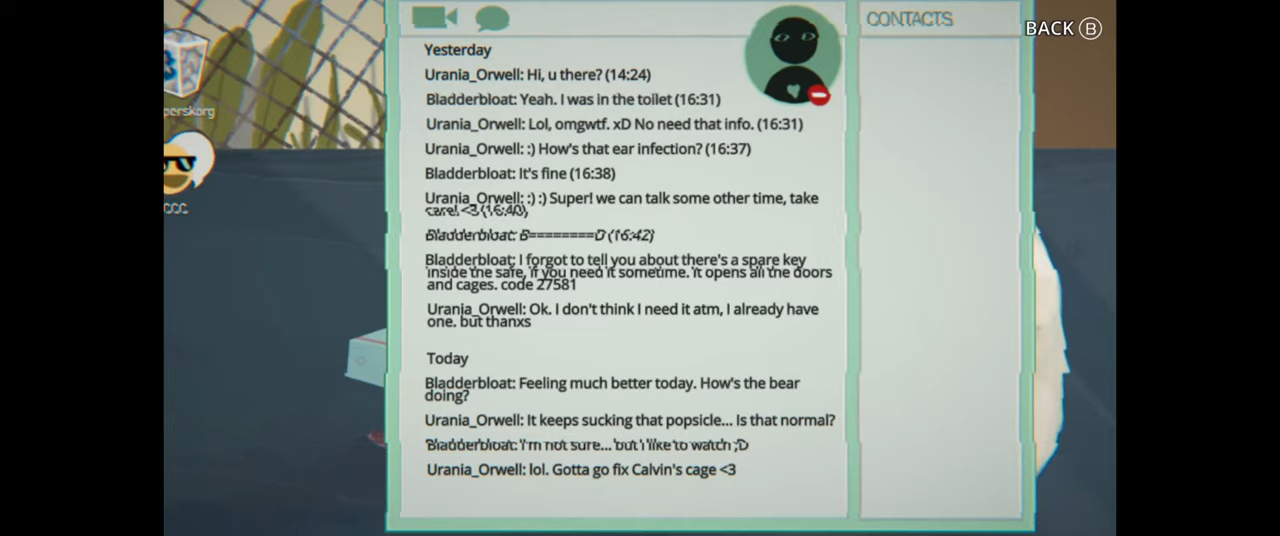 BACK B
CONTACTS
perskorg
CCC
Yesterday
Urania_Orwell: Hi, u there? (14:24)
Bladderbloat: Yeah. I was in the toilet (16:31)
Urania_Orwell: Lol, omgwtf. xD No need that info. (16:31)
Urania_Orwell: :) How's that ear infection? (16:37)
Bladderbloat: It's fine (16:38)
Urania_Orwell: :) :) Super! we can talk some other time, take
care! <3 (16:40)
Bladderbloat: B========D (16:42)
Bladderbloat: I forgot to tell you about there's a spare key
inside the safe, if you need it sometime. it opens all the doors
and cages. code 27581
Urania_Orwell: Ok. I don't think I need it atm, I already have
one. but thanxs
Today
Bladderbloat: Feeling much better today. How's the bear
doing?
Urania_Orwell: It keeps sucking that popsicle... Is that normal?
Bladderbloat: I'm not sure... but i like to watch ;D
Urania_Orwell: lol. Gotta go fix Calvin's cage <3